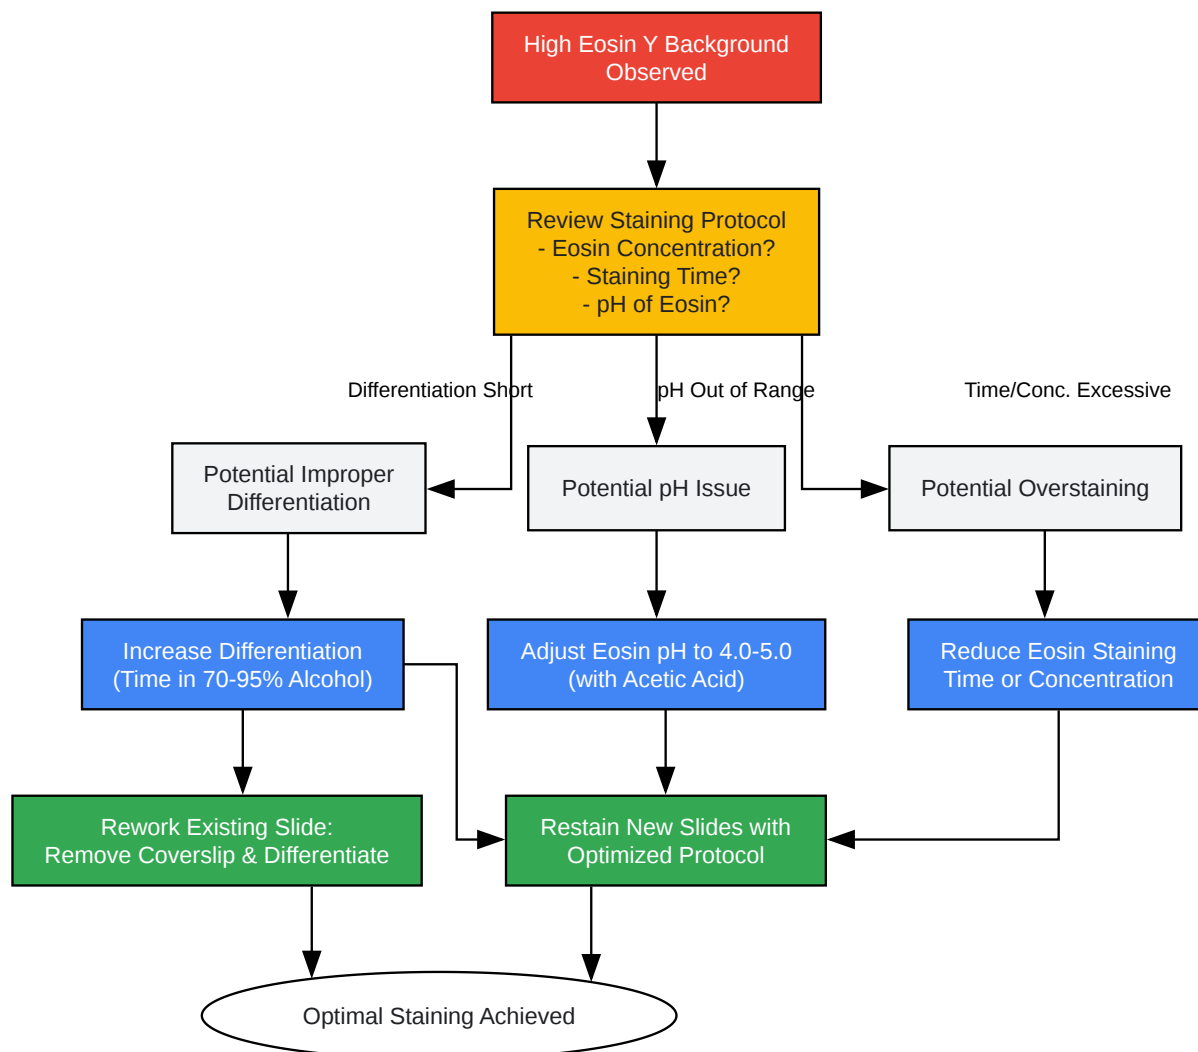 High Eosin Y Background
Observed
Review Staining Protocol
- Eosin Concentration?
- Staining Time?
- pH of Eosin?
Differentiation Short
pH Out of Range
Time/Conc. Excessive
Potential Improper
Differentiation
Potential pH Issue
Potential Overstaining
Increase Differentiation
(Time in 70-95% Alcohol)
Adjust Eosin pH to 4.0-5.0
(with Acetic Acid)
Reduce Eosin Staining
Time or Concentration
Rework Existing Slide:
Remove Coverslip & Differentiate
Restain New Slides with
Optimized Protocol
Optimal Staining Achieved